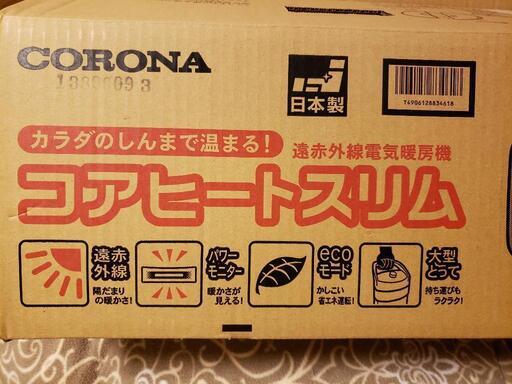 CORONA
日本製
T4906128834618
カラダのしんまで温まる!
遠赤外線電気暖房機
コアヒートスリム
遠赤
外線
陽だまり
の暖かさ!
パワー
モニター
暖かさが
見える!
eco
モード
かしこい
省エネ運転!
大型
とって
持ち運びも
ラクラク!